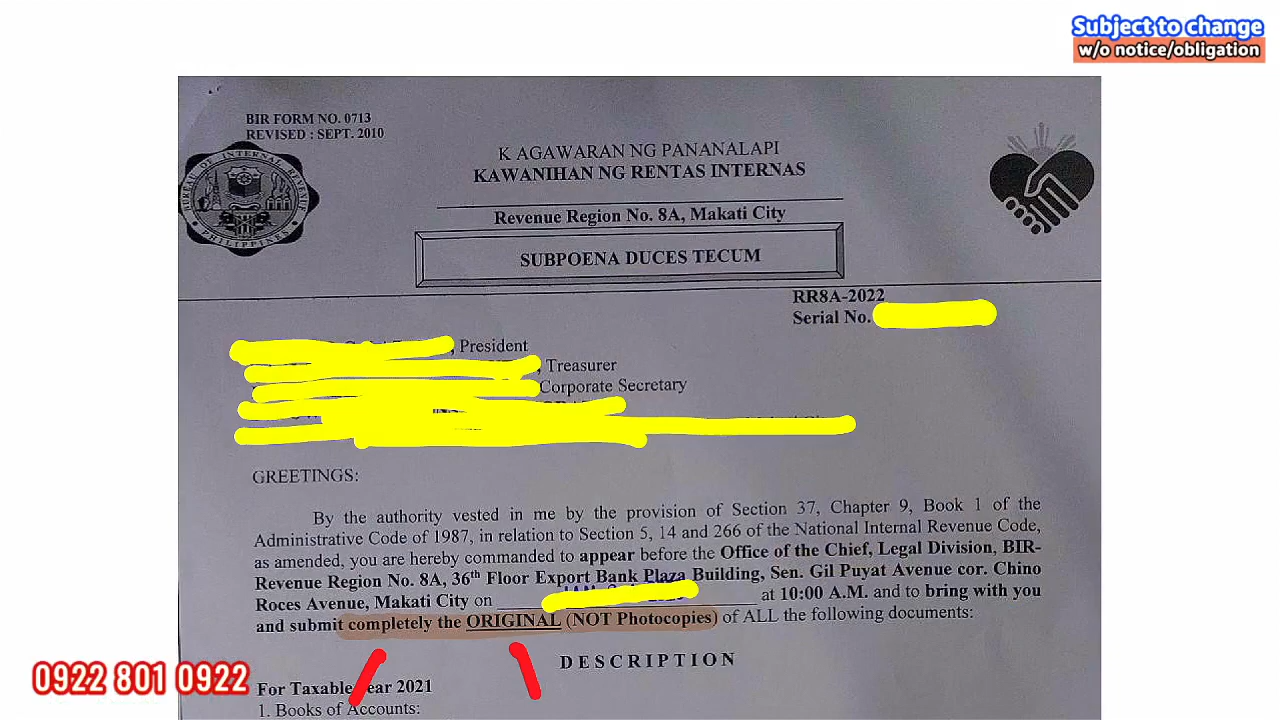 Subject to change
w/o notice/obligation
BIR FORM NO. 0713
REVISED : SEPT. 2010
BUREAU OF INTERNAL REVENUE
PHILIPPINES
KAGAWARAN NG PANANALAPI
KAWANIHAN NG RENTAS INTERNAS
Revenue Region No. 8A, Makati City
SUBPOENA DUCES TECUM
RR8A-2022
Serial No.
, President
, Treasurer
Corporate Secretary
GREETINGS:
By the authority vested in me by the provision of Section 37, Chapter 9, Book 1 of the
Administrative Code of 1987, in relation to Section 5, 14 and 266 of the National Internal Revenue Code,
as amended, you are hereby commanded to appear before the Office of the Chief, Legal Division, BIR-
Revenue Region No. 8A, 36th Floor Export Bank Plaza Building, Sen. Gil Puyat Avenue cor. Chino
Roces Avenue, Makati City on at 10:00 A.M. and to bring with you
and submit completely the ORIGINAL (NOT Photocopies) of ALL the following documents:
DESCRIPTION
0922 801 0922
For Taxable Year 2021
1. Books of Accounts: